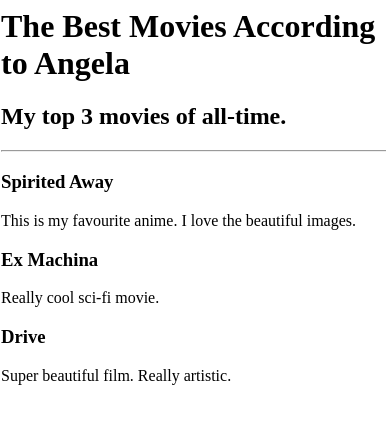 The Best Movies According
to Angela
My top 3 movies of all-time.
Spirited Away
This is my favourite anime. I love the beautiful images.
Ex Machina
Really cool sci-fi movie.
Drive
Super beautiful film. Really artistic.